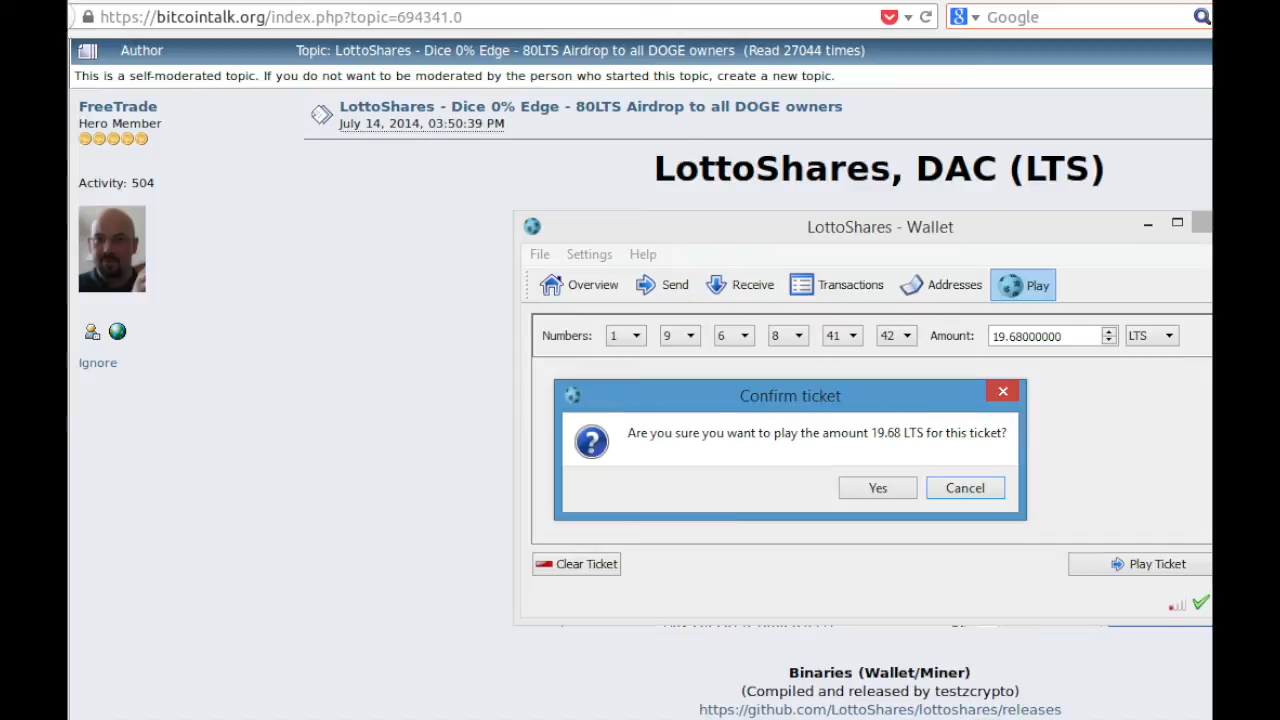 https://bitcointalk.org/index.php?topic=694341.0
Google
Author
Topic: LottoShares - Dice 0% Edge - 80LTS Airdrop to all DOGE owners (Read 27044 times)
This is a self-moderated topic. If you do not want to be moderated by the person who started this topic, create a new topic.
FreeTrade
Hero Member
Activity: 504
Ignore
LottoShares - Dice 0% Edge - 80LTS Airdrop to all DOGE owners
July 14, 2014, 03:50:39 PM
LottoShares, DAC (LTS)
LottoShares - Wallet
File Settings Help
Overview Send Receive Transactions Addresses Play
Numbers: 1 9 6 8 41 42 Amount: 19.68000000 LTS
Confirm ticket
Are you sure you want to play the amount 19.68 LTS for this ticket?
Yes Cancel
Clear Ticket Play Ticket
Binaries (Wallet/Miner)
(Compiled and released by testzcrypto)
https://github.com/LottoShares/lottoshares/releases